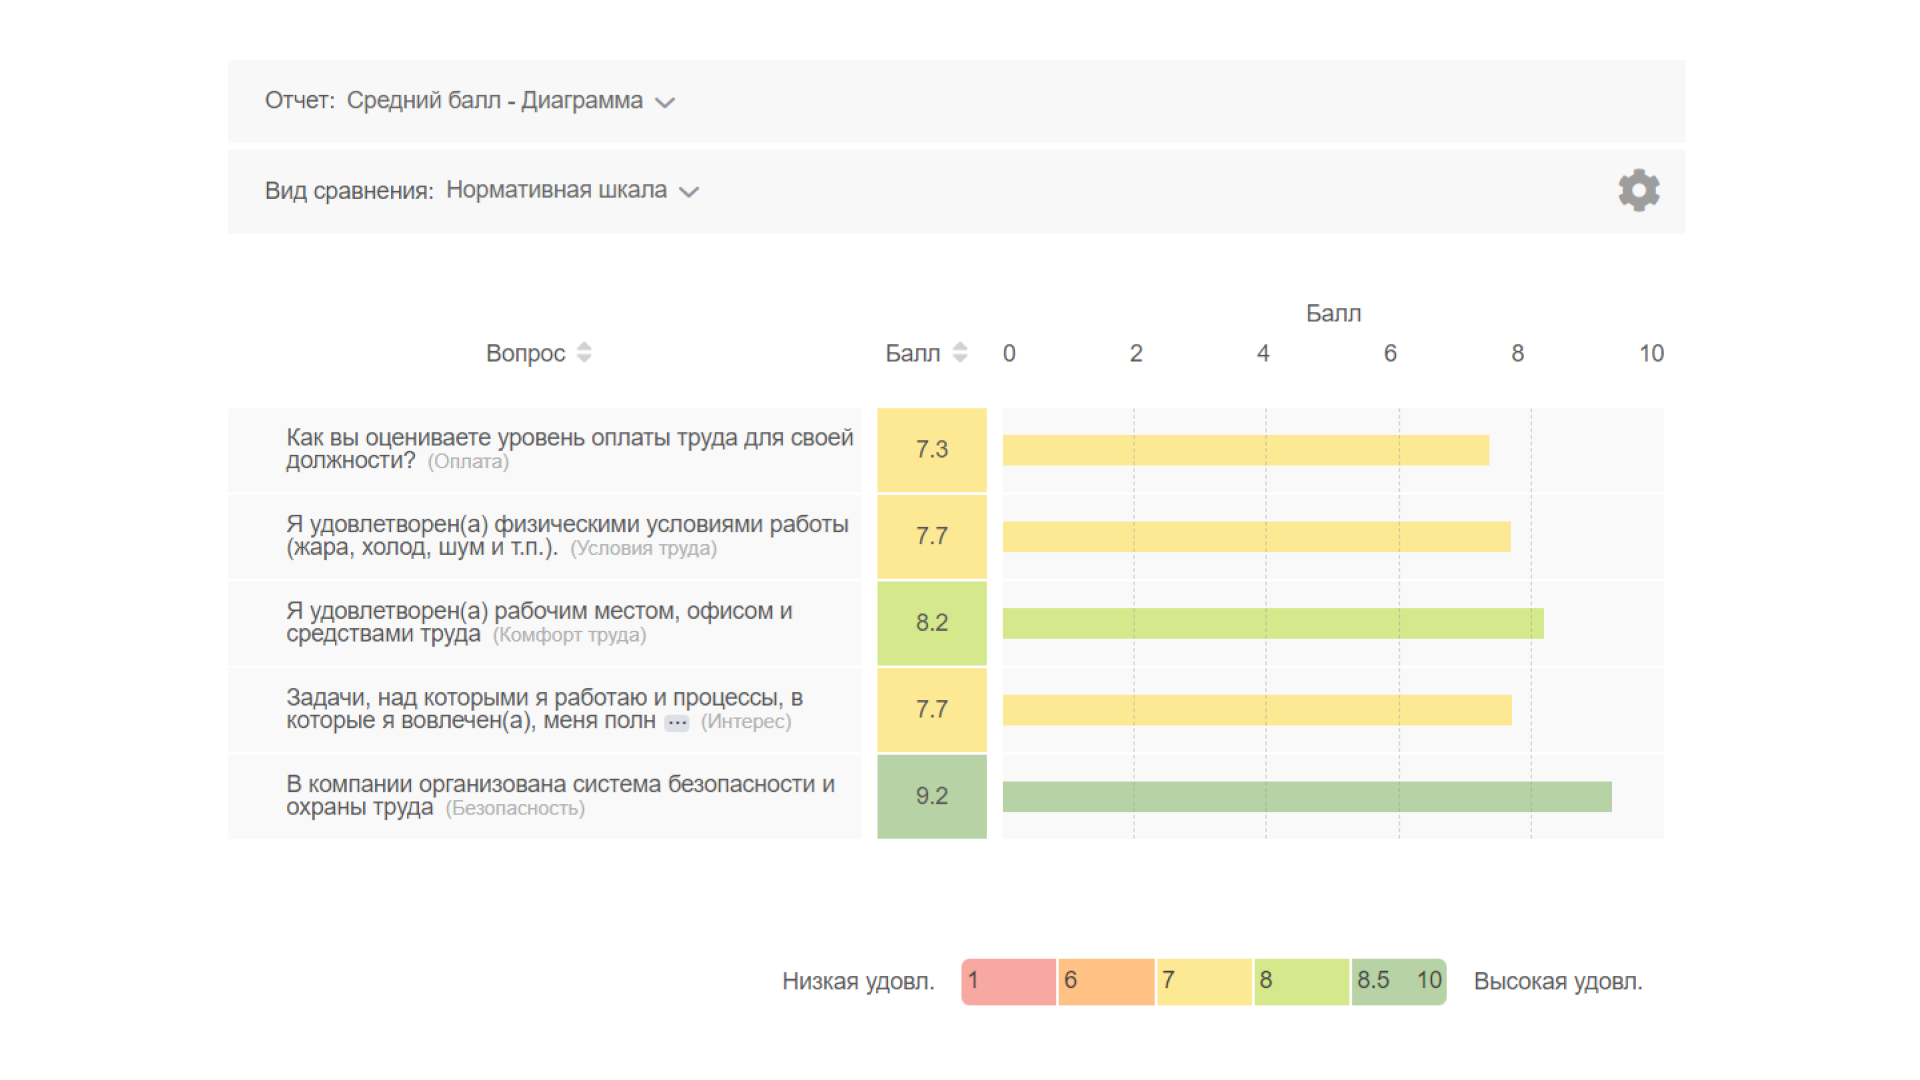 Отчет: Средний балл - Диаграмма
Вид сравнения: Нормативная шкала
Балл
Вопрос Балл 0 2 4 6 8 10
Как вы оцениваете уровень оплаты труда для своей
должности? (Оплата)
7.3
Я удовлетворен(а) физическими условиями работы
(жара, холод, шум и т.п.). (Условия труда)
7.7
Я удовлетворен(а) рабочим местом, офисом и
средствами труда (Комфорт труда)
8.2
Задачи, над которыми я работаю и процессы, в
которые я вовлечен(а), меня полн ... (Интерес)
7.7
В компании организована система безопасности и
охраны труда (Безопасность)
9.2
Низкая удовл. 1 6 7 8 8.5 10 Высокая удовл.